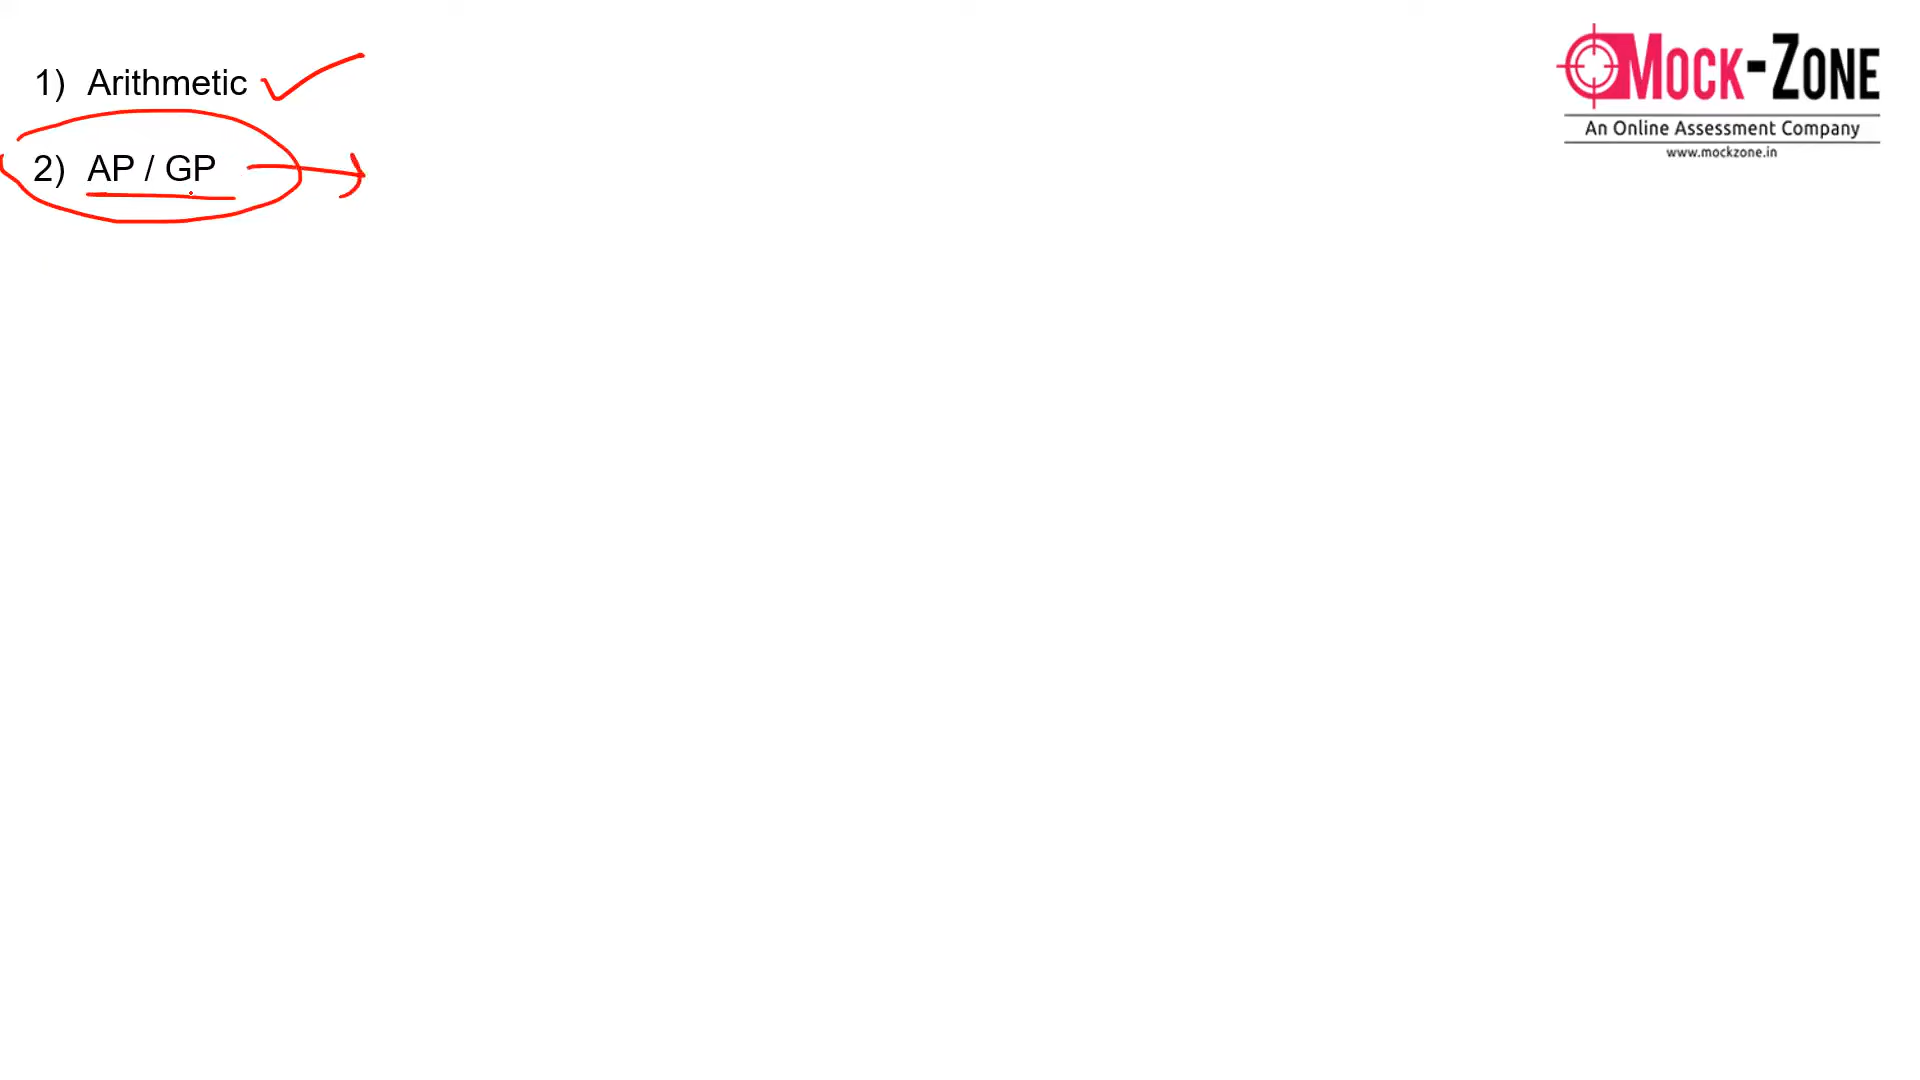 1) Arithmetic
2) AP / GP
MOCK-ZONE
An Online Assessment Company
www.mockzone.in